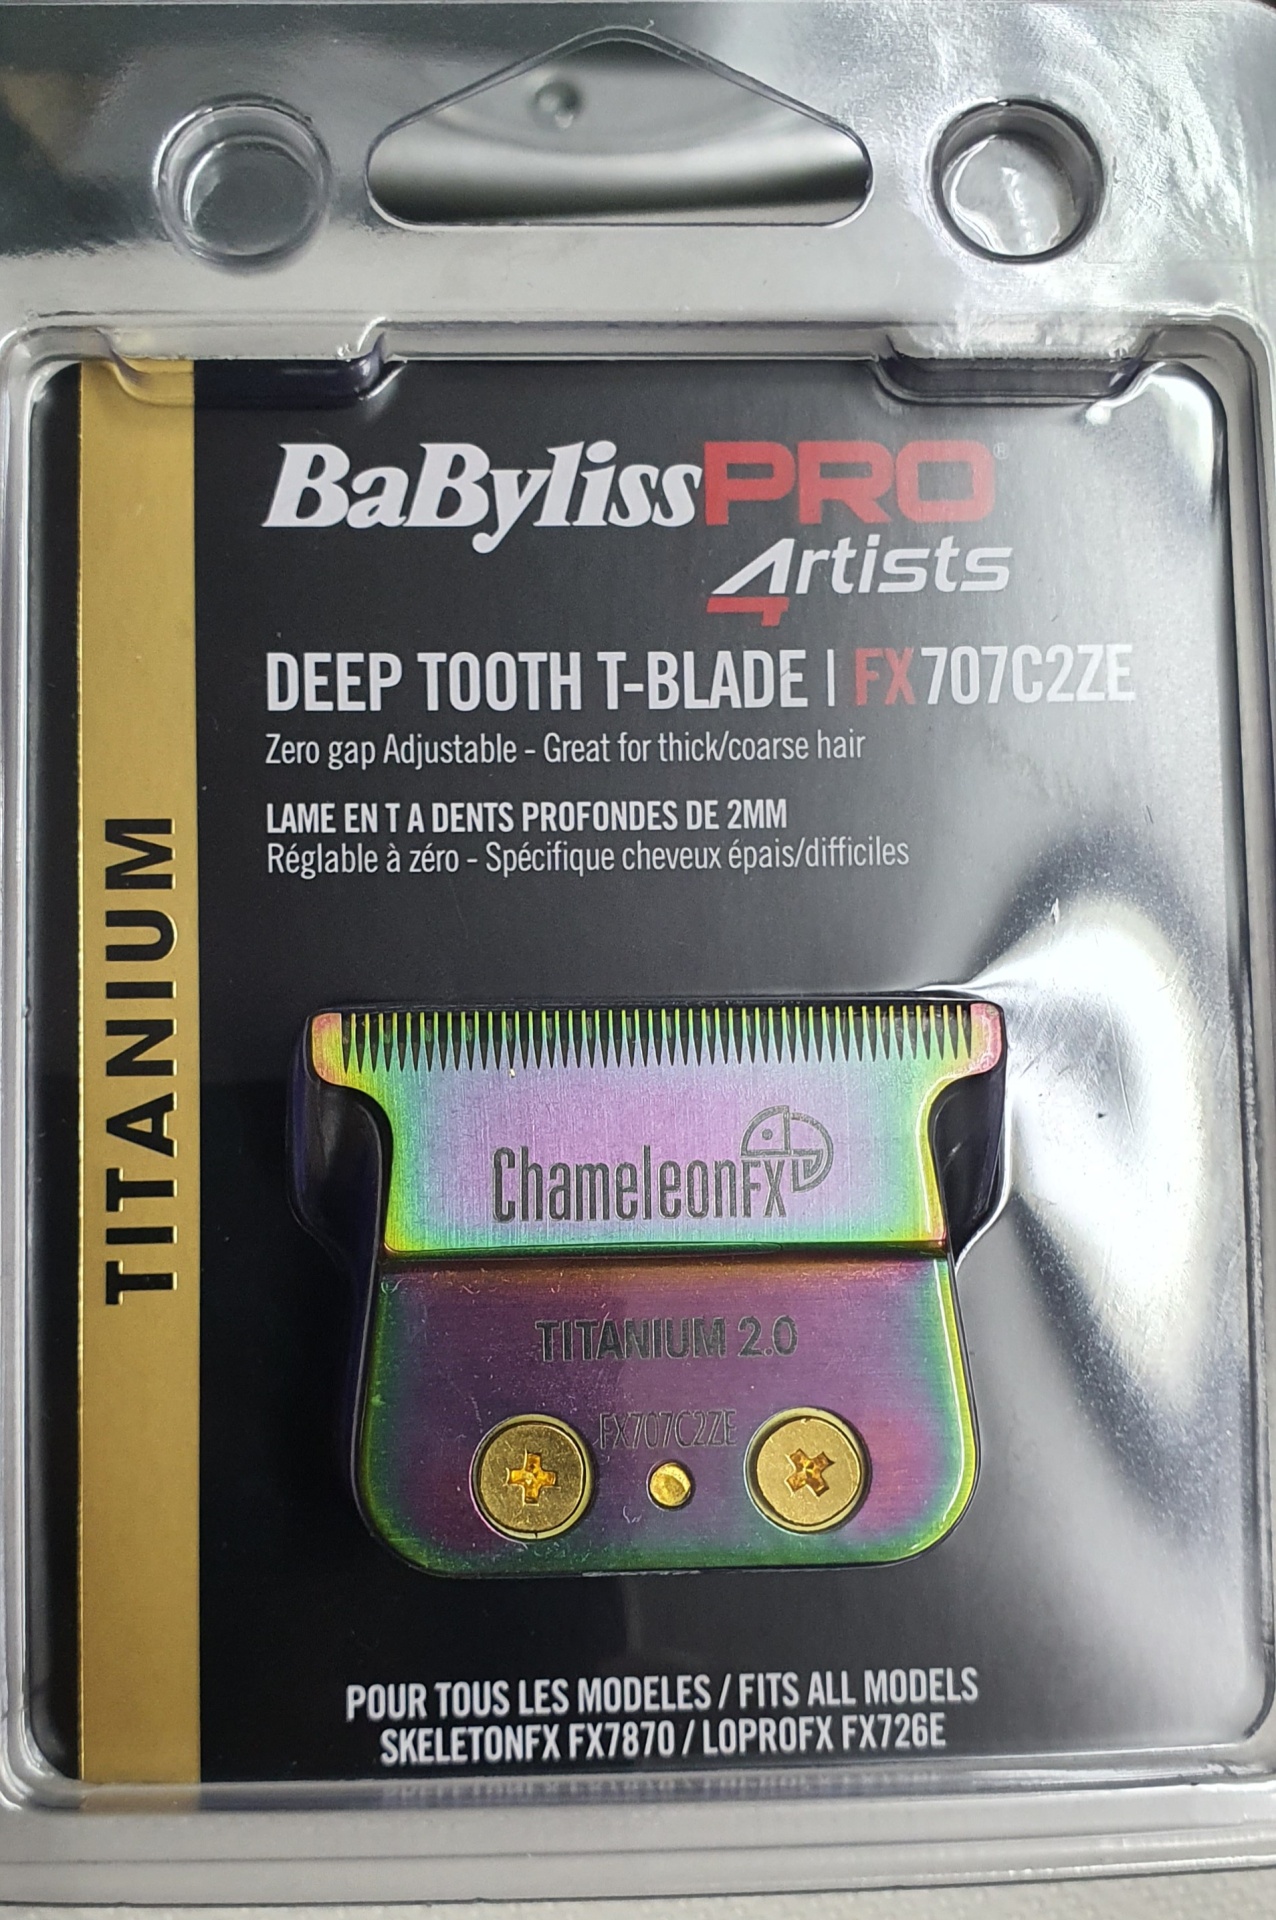 BaBylissPRO®
4rtists
DEEP TOOTH T-BLADE | FX707C2ZE
Zero gap Adjustable - Great for thick/coarse hair
LAME EN T A DENTS PROFONDES DE 2MM
Réglable à zéro - Spécifique cheveux épais/difficiles
TITANIUM
ChameleonFX
TITANIUM 2.0
FX707C2ZE
POUR TOUS LES MODELES / FITS ALL MODELS
SKELETONFX FX7870 / LOPROFX FX726E